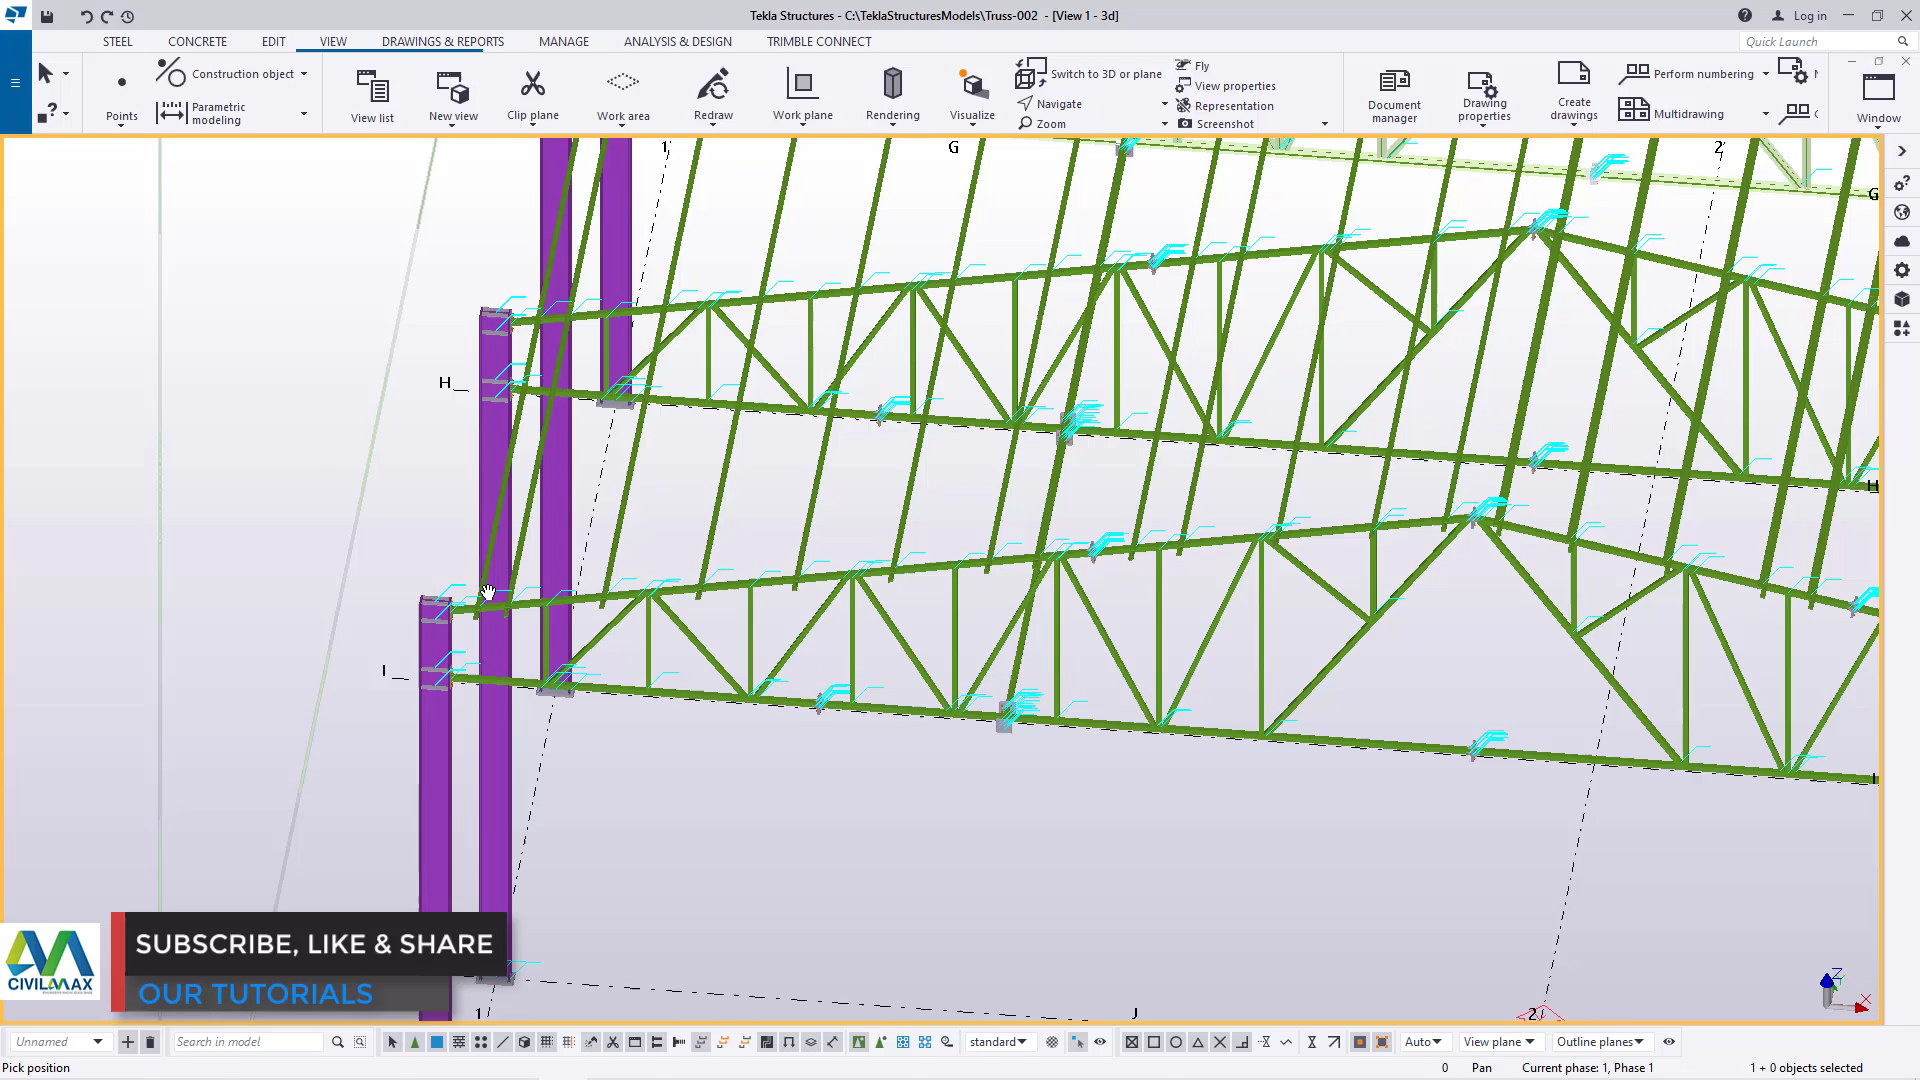 Tekla Structures - C:\TeklaStructuresModels\Truss-002 - [View 1 - 3d]
Log in
STEEL CONCRETE EDIT VIEW DRAWINGS & REPORTS MANAGE ANALYSIS & DESIGN TRIMBLE CONNECT
Quick Launch
Construction object
Parametric modeling
Points
View list
New view
Clip plane
Work area
Redraw
Work plane
Rendering
Visualize
Switch to 3D or plane
Navigate
Zoom
Fly
View properties
Representation
Screenshot
Document manager
Drawing properties
Create drawings
Perform numbering
Multidrawing
Window
1 G 2
G
H
H
I
I
SUBSCRIBE, LIKE & SHARE
OUR TUTORIALS
CIVILMAX
1 J 2
Z
X
Unnamed
Search in model
standard
Auto
View plane
Outline planes
Pick position
0 Pan Current phase: 1, Phase 1 1 + 0 objects selected